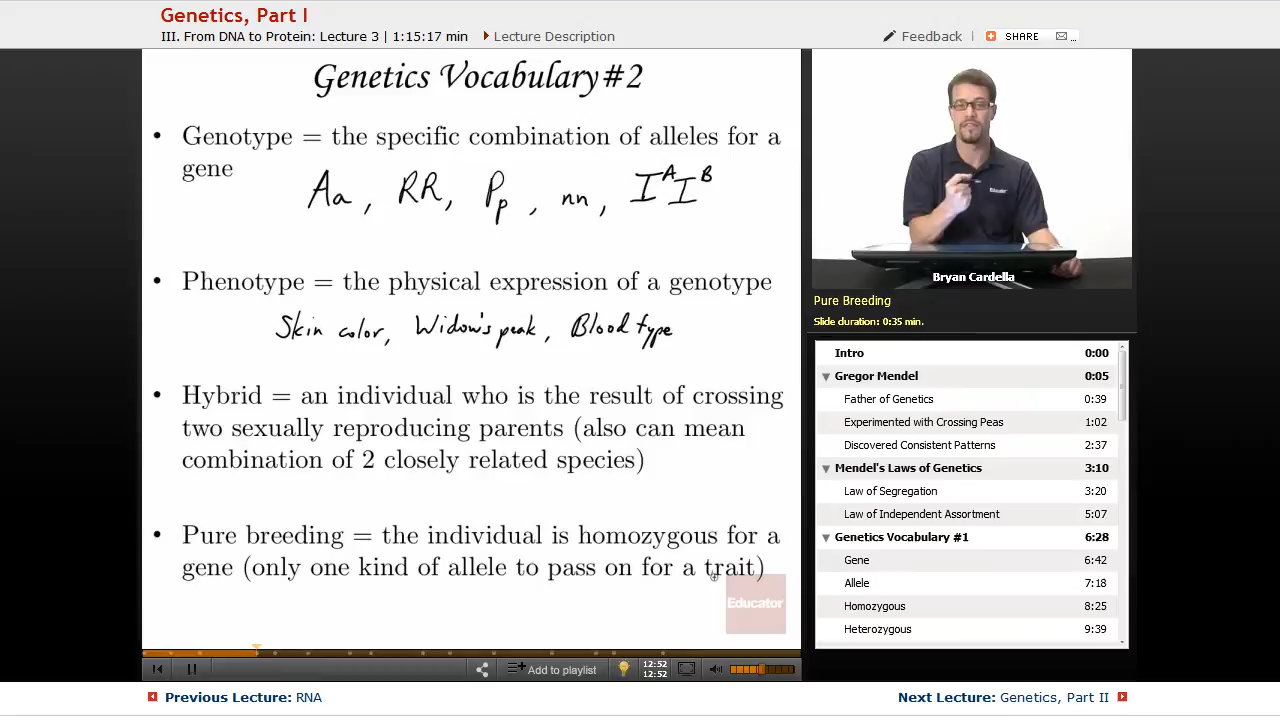 Genetics, Part I
III. From DNA to Protein: Lecture 3 | 1:15:17 min
Lecture Description
Feedback
SHARE
...
Genetics Vocabulary #2
• Genotype = the specific combination of alleles for a
gene
Aa, RR, Pp, nn, I^A I^B
• Phenotype = the physical expression of a genotype
Skin color, Widow's peak, Blood type
• Hybrid = an individual who is the result of crossing
two sexually reproducing parents (also can mean
combination of 2 closely related species)
• Pure breeding = the individual is homozygous for a
gene (only one kind of allele to pass on for a trait)
Educator
Add to playlist
12:52
12:52
Educator
Bryan Cardella
Pure Breeding
Slide duration: 0:35 min.
Intro 0:00
Gregor Mendel 0:05
Father of Genetics 0:39
Experimented with Crossing Peas 1:02
Discovered Consistent Patterns 2:37
Mendel's Laws of Genetics 3:10
Law of Segregation 3:20
Law of Independent Assortment 5:07
Genetics Vocabulary #1 6:28
Gene 6:42
Allele 7:18
Homozygous 8:25
Heterozygous 9:39
Previous Lecture: RNA
Next Lecture: Genetics, Part II